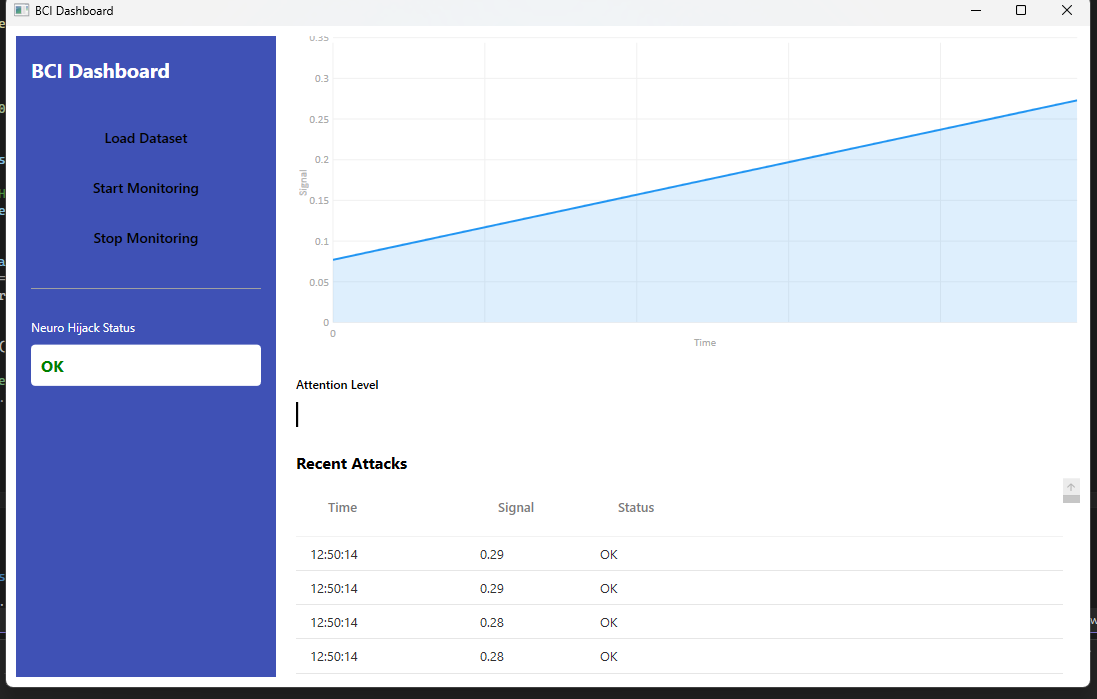 BCI Dashboard
BCI Dashboard
Load Dataset
Start Monitoring
Stop Monitoring
Neuro Hijack Status
OK
0.35
0.3
0.25
0.2
0.15
0.1
0.05
0
Signal
0
Time
Attention Level
Recent Attacks
Time Signal Status
12:50:14 0.29 OK
12:50:14 0.29 OK
12:50:14 0.28 OK
12:50:14 0.28 OK